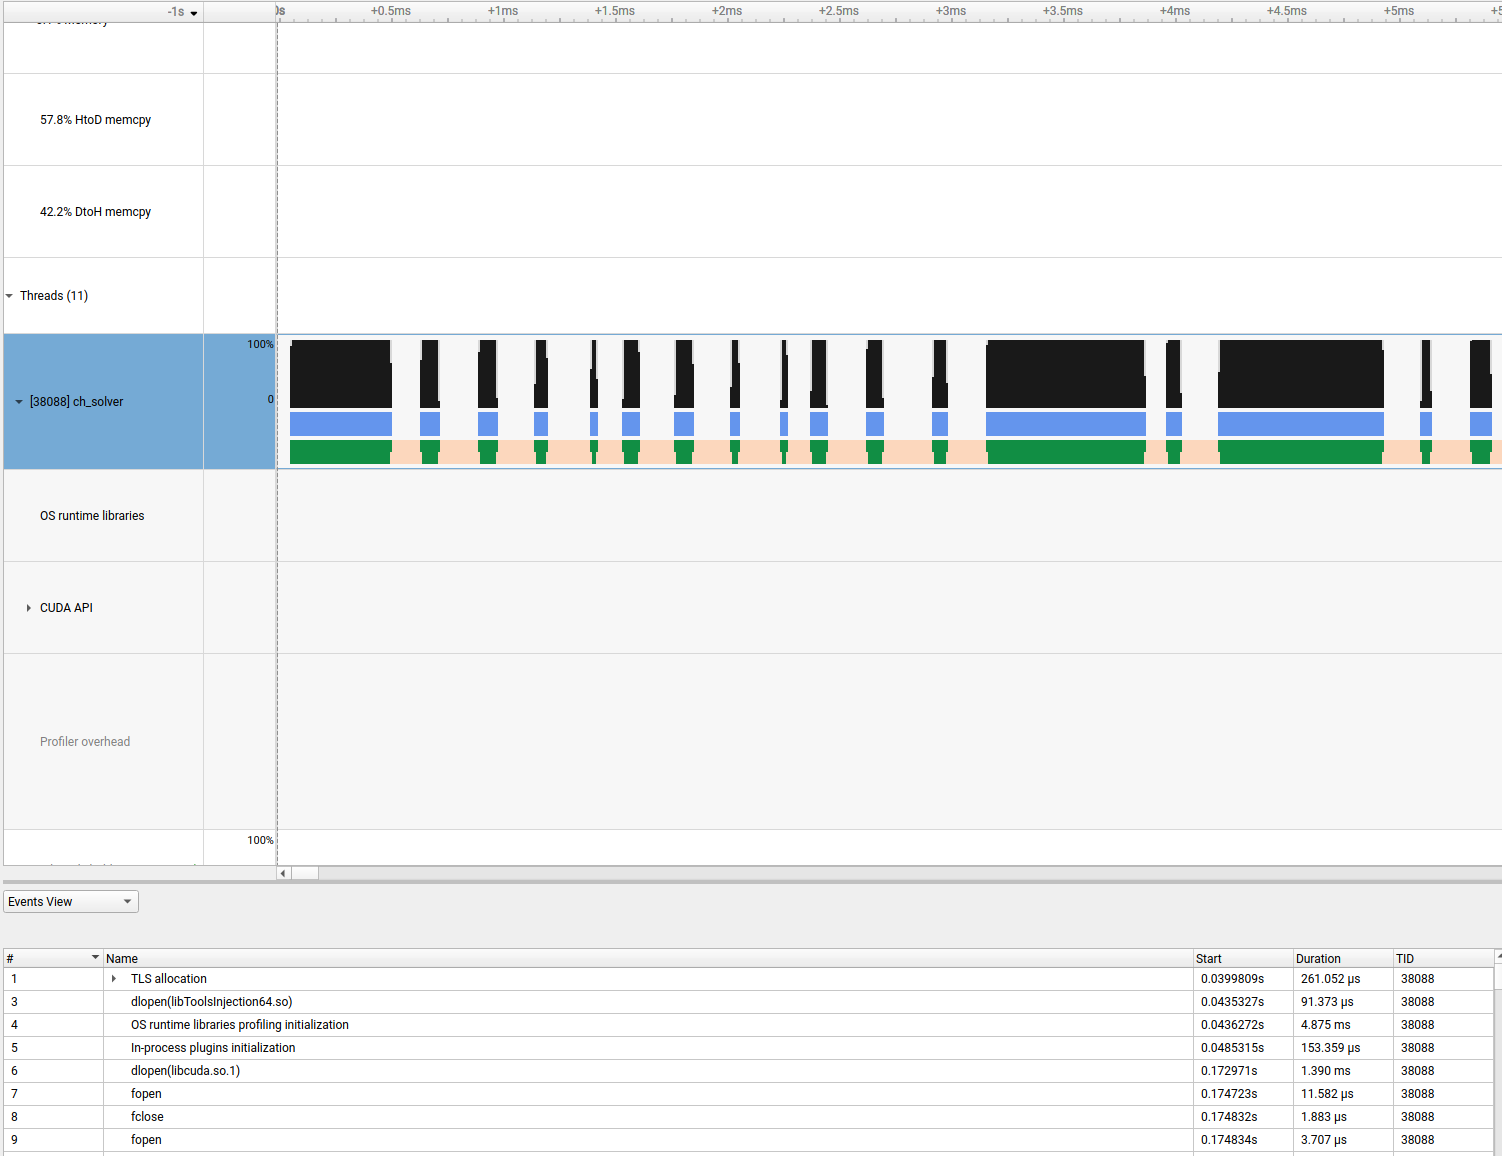 -1s
0s +0.5ms +1ms +1.5ms +2ms +2.5ms +3ms +3.5ms +4ms +4.5ms +5ms
57.8% HtoD memcpy
42.2% DtoH memcpy
Threads (11)
100%
0
[38088] ch_solver
OS runtime libraries
CUDA API
Profiler overhead
100%
Events View
# Name Start Duration TID
1 TLS allocation 0.0399809s 261.052 µs 38088
3 dlopen(libToolsInjection64.so) 0.0435327s 91.373 µs 38088
4 OS runtime libraries profiling initialization 0.0436272s 4.875 ms 38088
5 In-process plugins initialization 0.0485315s 153.359 µs 38088
6 dlopen(libcuda.so.1) 0.172971s 1.390 ms 38088
7 fopen 0.174723s 11.582 µs 38088
8 fclose 0.174832s 1.883 µs 38088
9 fopen 0.174834s 3.707 µs 38088